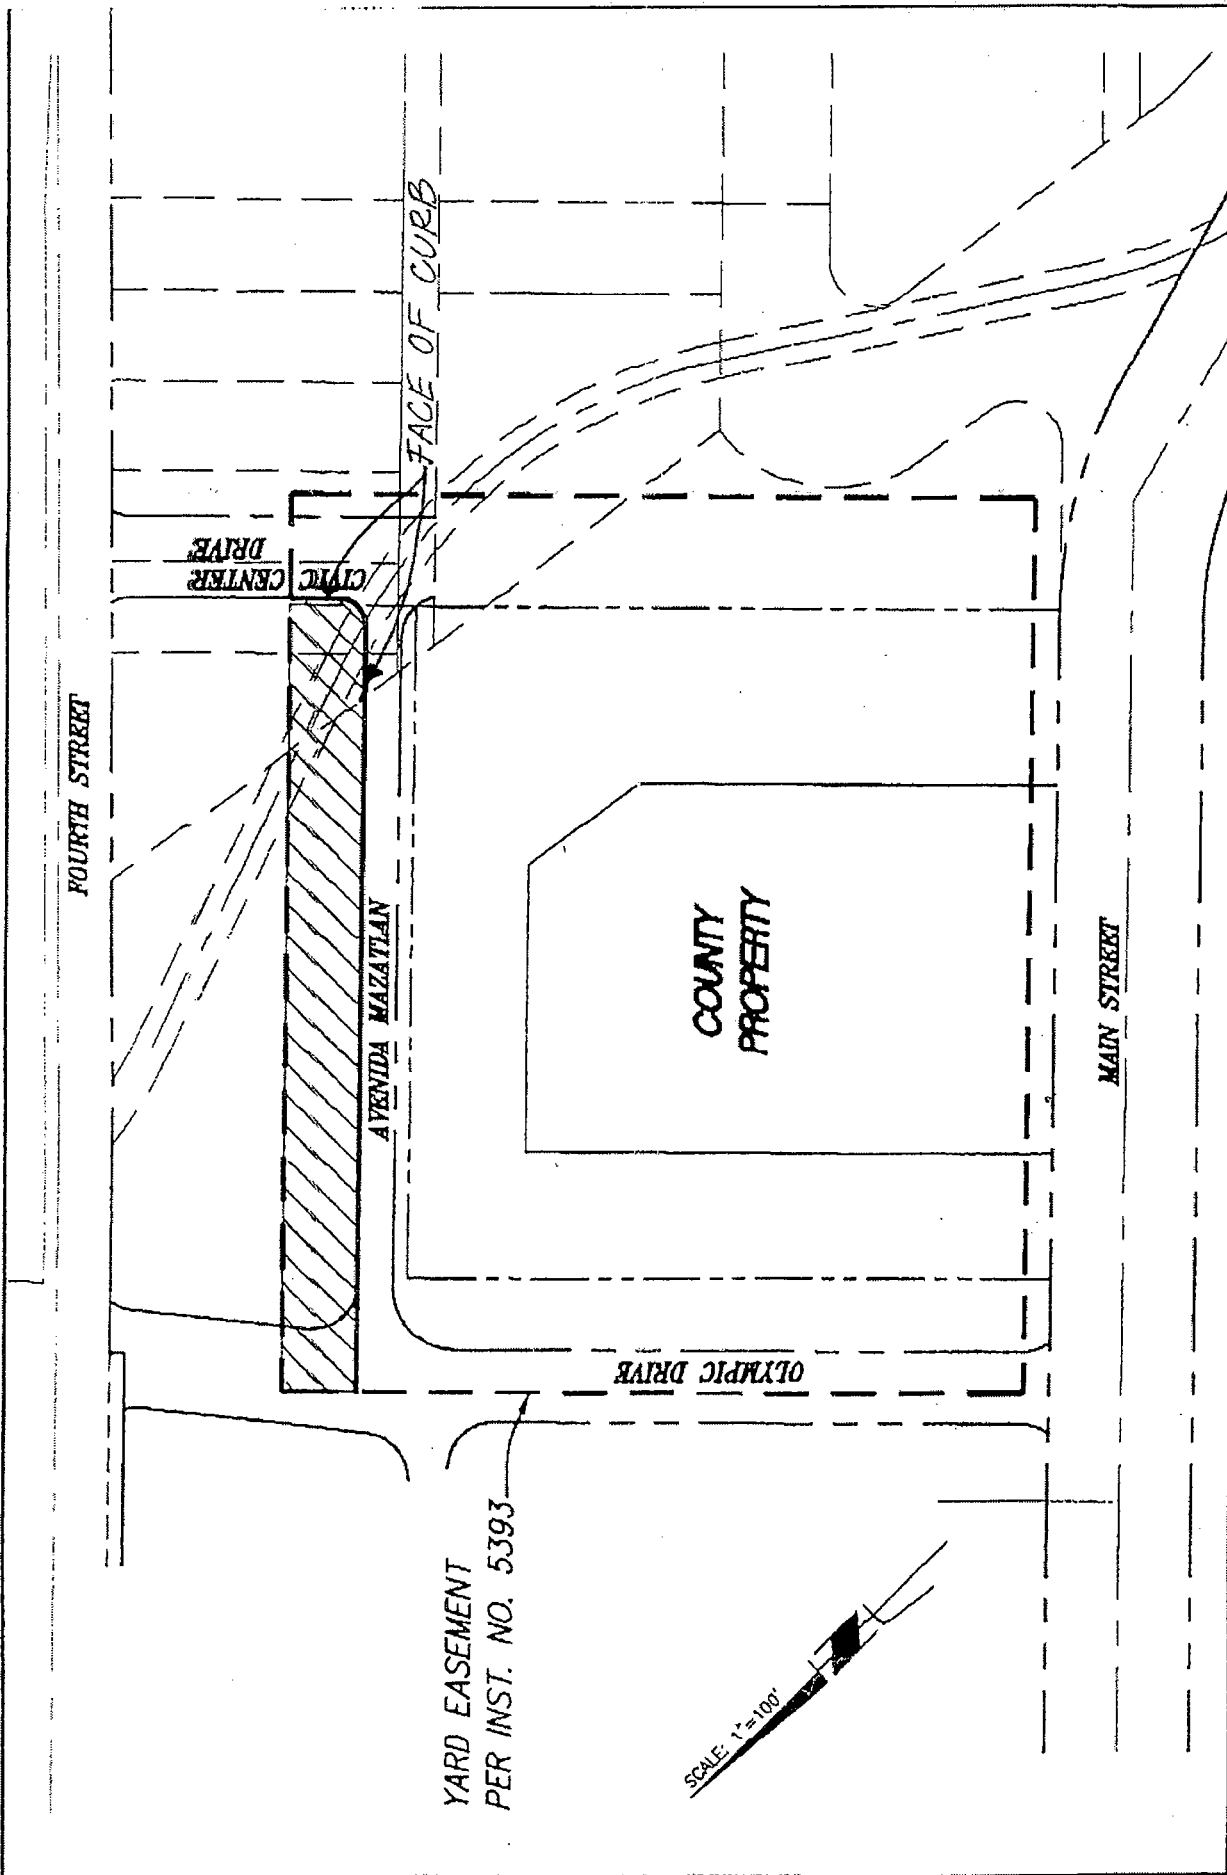 FOURTH STREET
CIVIC CENTER
DRIVE
FACE OF CURB
AVENIDA MAZATLAN
COUNTY
PROPERTY
OLYMPIC DRIVE
MAIN STREET
YARD EASEMENT
PER INST. NO. 5393
SCALE: 1"=100'